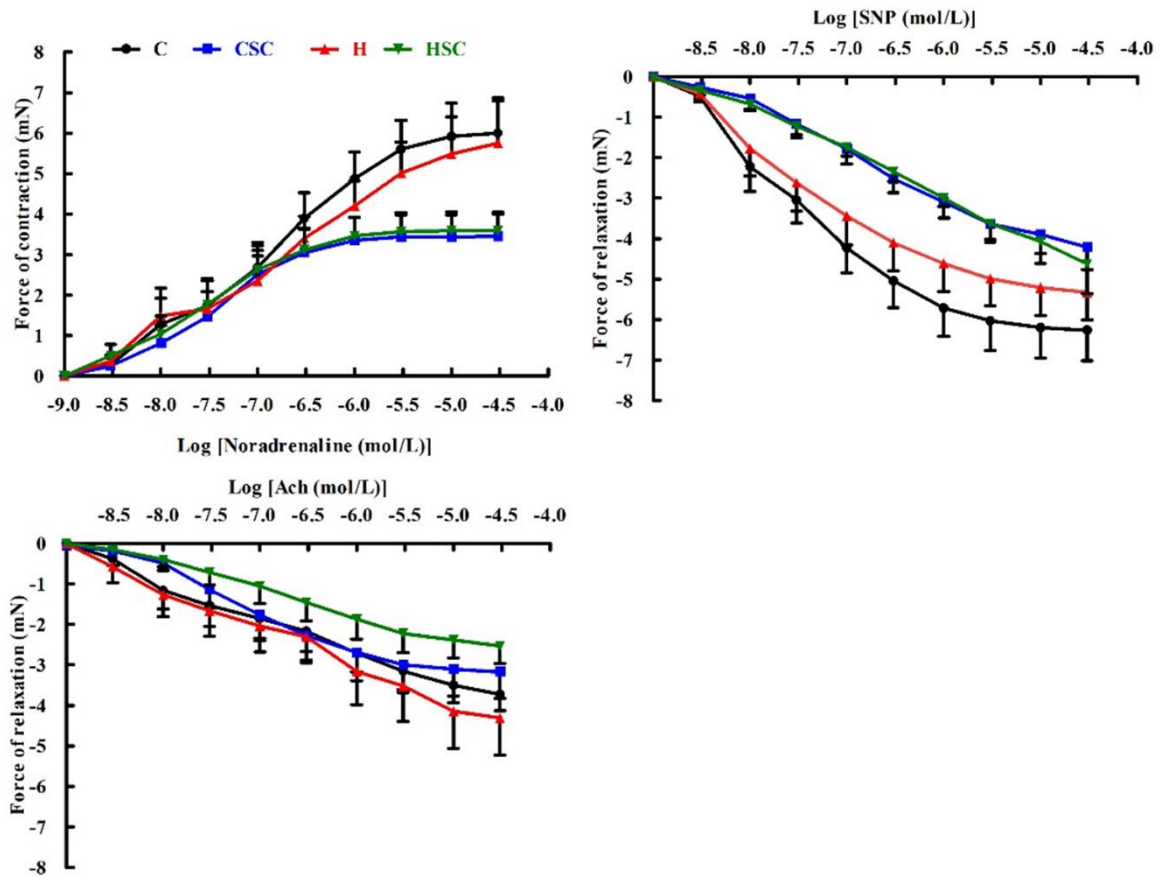 C CSC H HSC
Force of contraction (mN)
8
7
6
5
4
3
2
1
0
-9.0 -8.5 -8.0 -7.5 -7.0 -6.5 -6.0 -5.5 -5.0 -4.5 -4.0
Log [Noradrenaline (mol/L)]
Log [SNP (mol/L)]
-8.5 -8.0 -7.5 -7.0 -6.5 -6.0 -5.5 -5.0 -4.5 -4.0
Force of relaxation (mN)
0
-1
-2
-3
-4
-5
-6
-7
-8
Log [Ach (mol/L)]
-8.5 -8.0 -7.5 -7.0 -6.5 -6.0 -5.5 -5.0 -4.5 -4.0
Force of relaxation (mN)
0
-1
-2
-3
-4
-5
-6
-7
-8